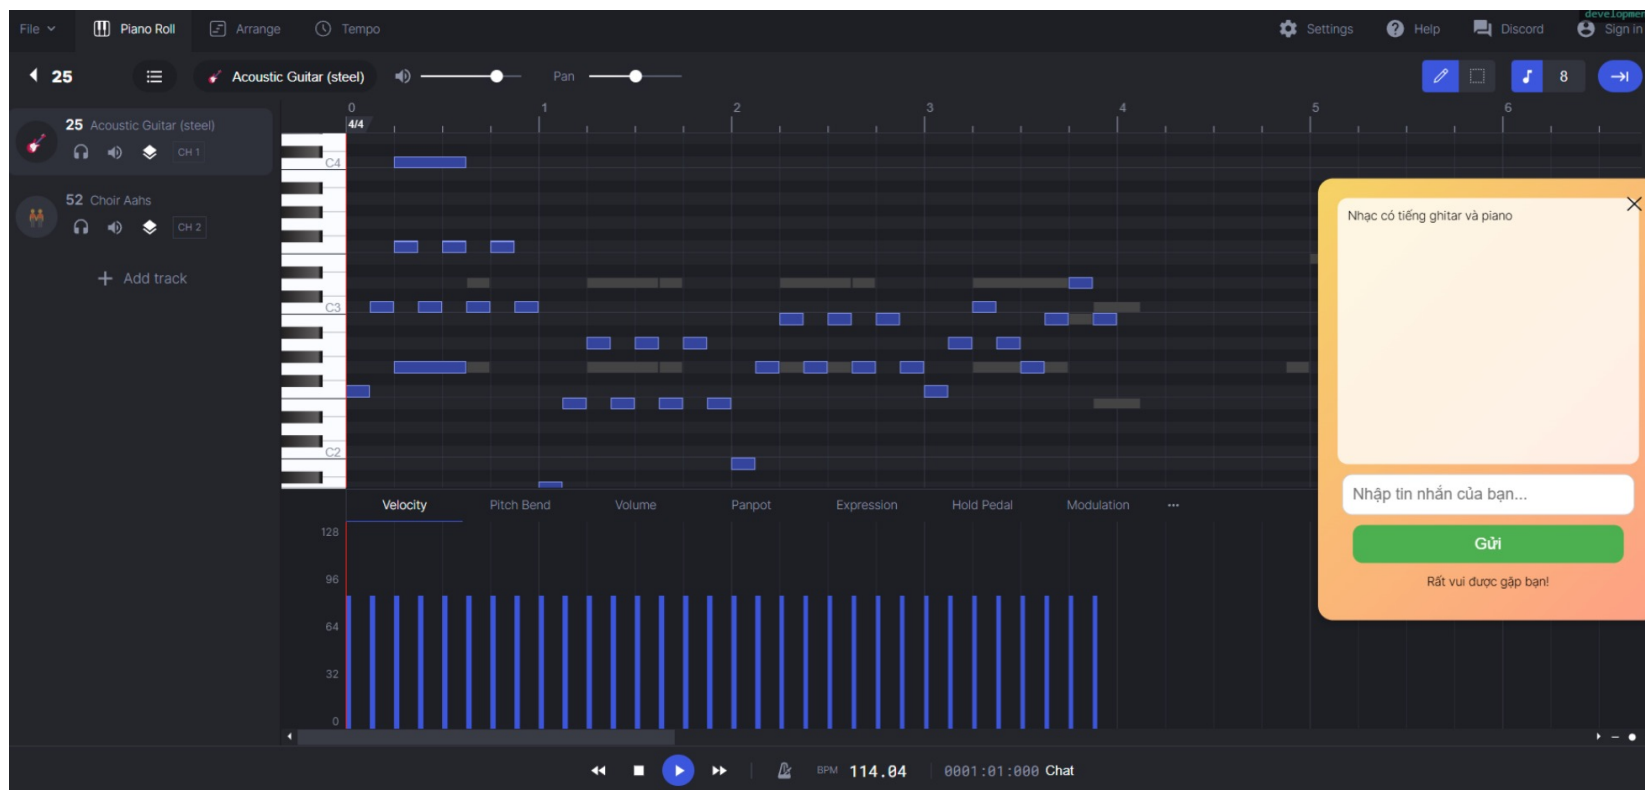 development
File
Piano Roll
Arrange
Tempo
Settings
Help
Discord
Sign in
25
Acoustic Guitar (steel)
Pan
8
25 Acoustic Guitar (steel)
CH 1
52 Choir Aahs
CH 2
Add track
0 1 2 3 4 5 6
4/4
C4
C3
C2
Velocity Pitch Bend Volume Panpot Expression Hold Pedal Modulation ...
128
96
64
32
0
Nhạc có tiếng ghitar và piano
Nhập tin nhắn của bạn...
Gửi
Rất vui được gặp bạn!
BPM 114.04 0001:01:000 Chat